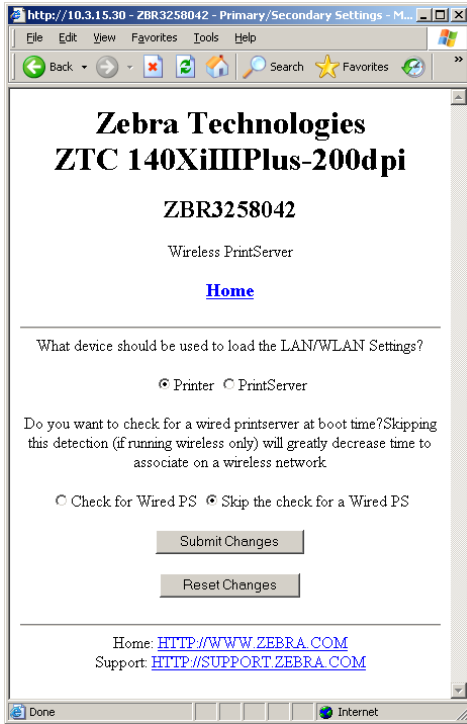 http://10.3.15.30 - ZBR3258042 - Primary/Secondary Settings - M...
File Edit View Favorites Tools Help
Back Search Favorites »
Zebra Technologies
ZTC 140XiIIIPlus-200dpi
ZBR3258042
Wireless PrintServer
Home
What device should be used to load the LAN/WLAN Settings?
Printer PrintServer
Do you want to check for a wired printserver at boot time?Skipping
this detection (if running wireless only) will greatly decrease time to
associate on a wireless network
Check for Wired PS Skip the check for a Wired PS
Submit Changes
Reset Changes
Home: HTTP://WWW.ZEBRA.COM
Support: HTTP://SUPPORT.ZEBRA.COM
Done Internet